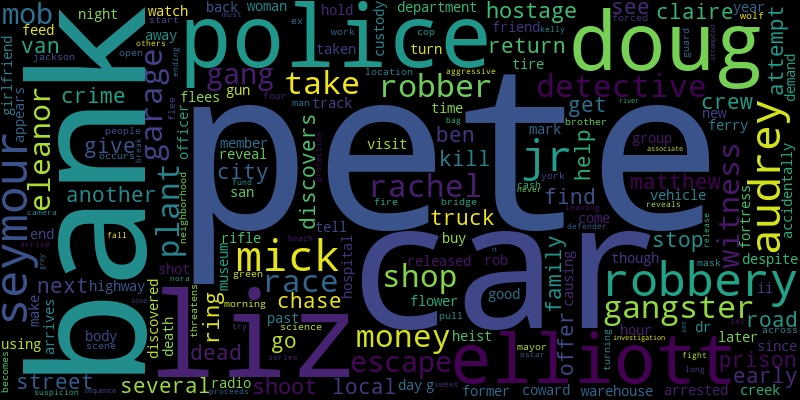 pete
car
bank
police
doug
liz
elliott
jr
robbery
mick
audrey
seymour
rachel
detective
gangster
money
escape
robber
take
shop
race
gang
garage
plant
eleanor
mob
van
crime
give
another
next
street
several
city
kill
ben
truck
chase
ring
go
dead
shoot
local
hostage
return
claire
see
attempt
crew
get
help
find
matthew
witness
stop
road
prison
early
family
offer
discovers
track
time
tire
friend
department
custody
hold
back
woman
night
watch
feed
start
away
girlfriend
appears
officer
member
reveal
san
museum
rifle
tell
hospital
visit
flees
gun
taken
turn
cop
work
ex
must
forced
kelly
guard
wolf
year
demand
new
ferry
accidentally
fortress
despite
group
mark
brother
vehicle
cash
york
never
come
though
released
rob
buy
flower
good
pull
bridge
fire
beach
causing
leaving
associate
river
bag
aggressive
location
four
man
people
occurs
break
open
others
jackson
flee
neighborhood
fund
shot
nora
highway
make
arrives
end
camera
fall
arrive
using
body
scene
discovered
death
threatens
green
morning
past
science
series
try
radio
proceeds
day
g
sweet
former
coward
heist
mayor
oscar
warehouse
arrested
creek
hour
turning
dr
later
since
ii
across
mask
release
defender
reveals
fight
long
investigation
suspicion
sequence
becomes
lose